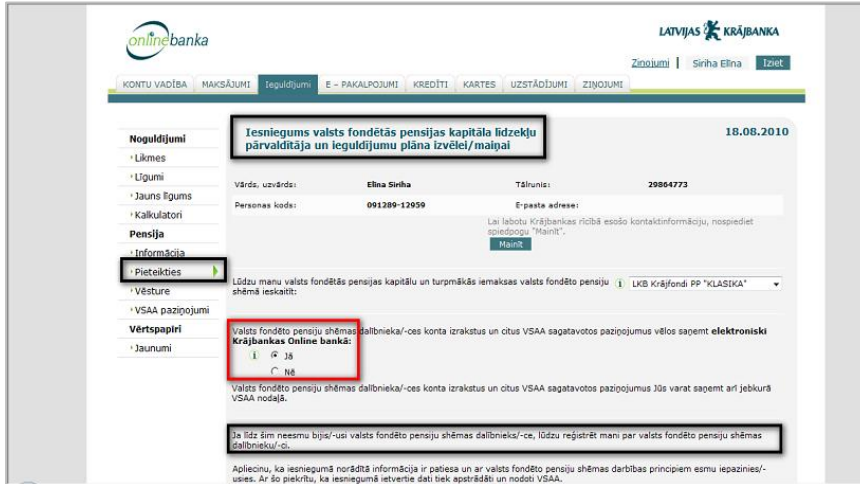 onlinebanka
LATVIJAS KRĀJBANKA
Ziņojumi | Siriha Elīna Iziet
KONTU VADĪBA MAKSĀJUMI Ieguldījumi E - PAKALPOJUMI KREDĪTI KARTES UZSTĀDĪJUMI ZIŅOJUMI
Noguldījumi
Likmes
Līgumi
Jauns līgums
Kalkulatori
Pensija
Informācija
Pieteikties
Vēsture
VSAA paziņojumi
Vērtspapīri
Jaunumi
Iesniegums valsts fondētās pensijas kapitāla līdzekļu
pārvaldītāja un ieguldījumu plāna izvēlei/maiņai
18.08.2010
Vārds, uzvārds: Elīna Siriha Tālrunis: 29864773
Personas kods: 091289-12959 E-pasta adrese:
Lai labotu Krājbankas rīcībā esošo kontaktinformāciju, nospiediet
spiedpogu "Mainīt".
Mainīt
Lūdzu manu valsts fondētās pensijas kapitālu un turpmākās iemaksas valsts fondēto pensiju i LKB Krājfondi PP "KLASIKA"
shēmā ieskaitīt:
Valsts fondēto pensiju shēmas dalībnieka/-ces konta izrakstus un citus VSAA sagatavotos paziņojumus vēlos saņemt elektroniski
Krājbankas Online bankā:
i Jā
Nē
Valsts fondēto pensiju shēmas dalībnieka/-ces konta izrakstus un citus VSAA sagatavotos paziņojumus Jūs varat saņemt arī jebkurā
VSAA nodaļā.
Ja līdz šim neesmu bijis/-usi valsts fondēto pensiju shēmas dalībnieks/-ce, lūdzu reģistrēt mani par valsts fondēto pensiju shēmas
dalībnieku/-ci.
Apliecinu, ka iesniegumā norādītā informācija ir patiesa un ar valsts fondēto pensiju shēmas darbības principiem esmu iepazinies/-
usies. Ar šo piekrītu, ka iesniegumā ietvertie dati tiek apstrādāti un nodoti VSAA.